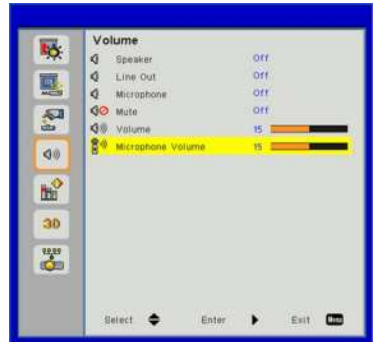 Volume
Speaker Off
Line Out Off
Microphone Off
Mute Off
Volume 15
Microphone Volume 15
3D
Select Enter Exit Menu